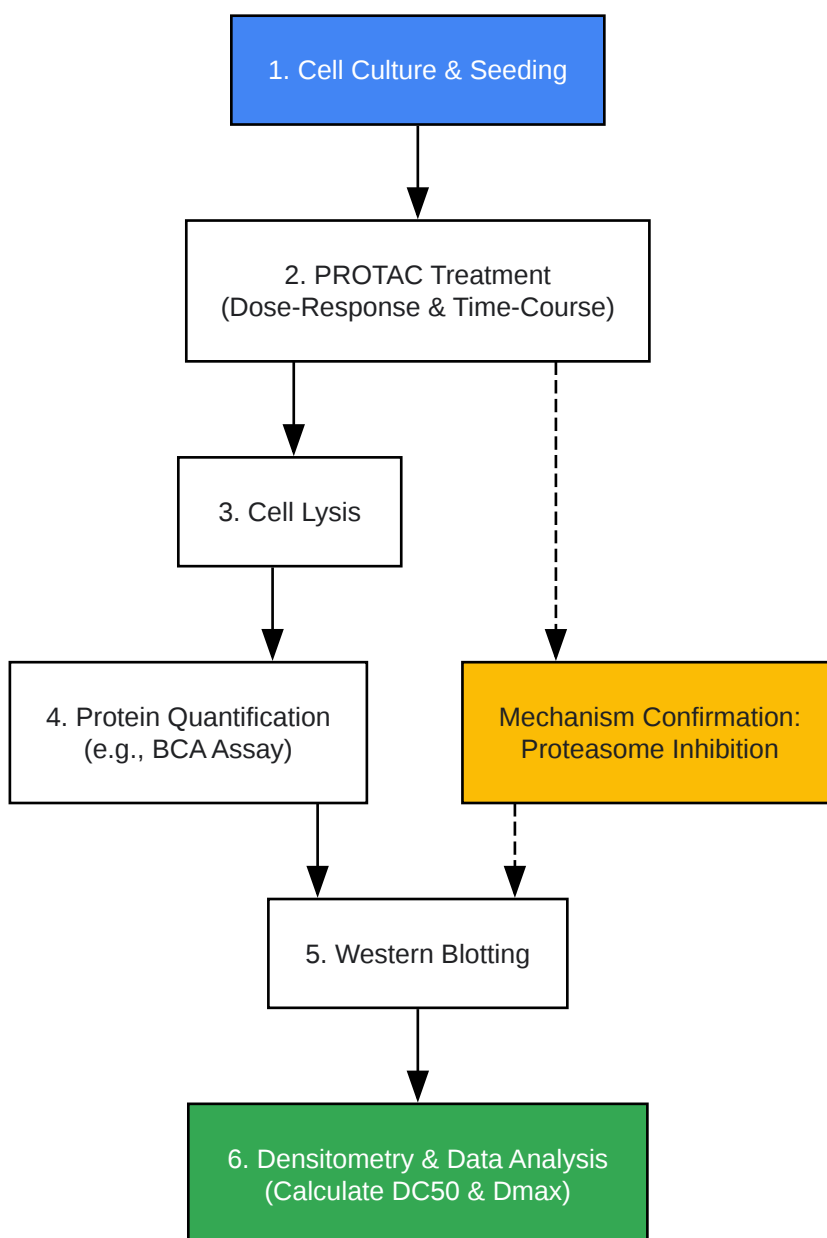 1. Cell Culture & Seeding
2. PROTAC Treatment
(Dose-Response & Time-Course)
3. Cell Lysis
4. Protein Quantification
(e.g., BCA Assay)
Mechanism Confirmation:
Proteasome Inhibition
5. Western Blotting
6. Densitometry & Data Analysis
(Calculate DC50 & Dmax)